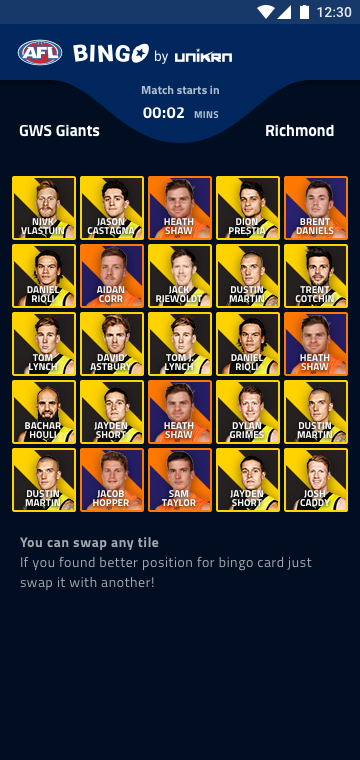 12:30
AFL BINGO by UNIKRN
Match starts in
00:02 MINS
GWS Giants Richmond
NIVK VLASTUIN
JASON CASTAGNA
HEATH SHAW
DION PRESTIA
BRENT DANIELS
DANIEL RIOLI
AIDAN CORR
JACK RIEWOLDT
DUSTIN MARTIN
TRENT COTCHIN
TOM LYNCH
DAVID ASTBURY
TOM J. LYNCH
DANIEL RIOLI
HEATH SHAW
BACHAR HOULI
JAYDEN SHORT
HEATH SHAW
DYLAN GRIMES
DUSTIN MARTIN
DUSTIN MARTIN
JACOB HOPPER
SAM TAYLOR
JAYDEN SHORT
JOSH CADDY
You can swap any tile
If you found better position for bingo card just
swap it with another!